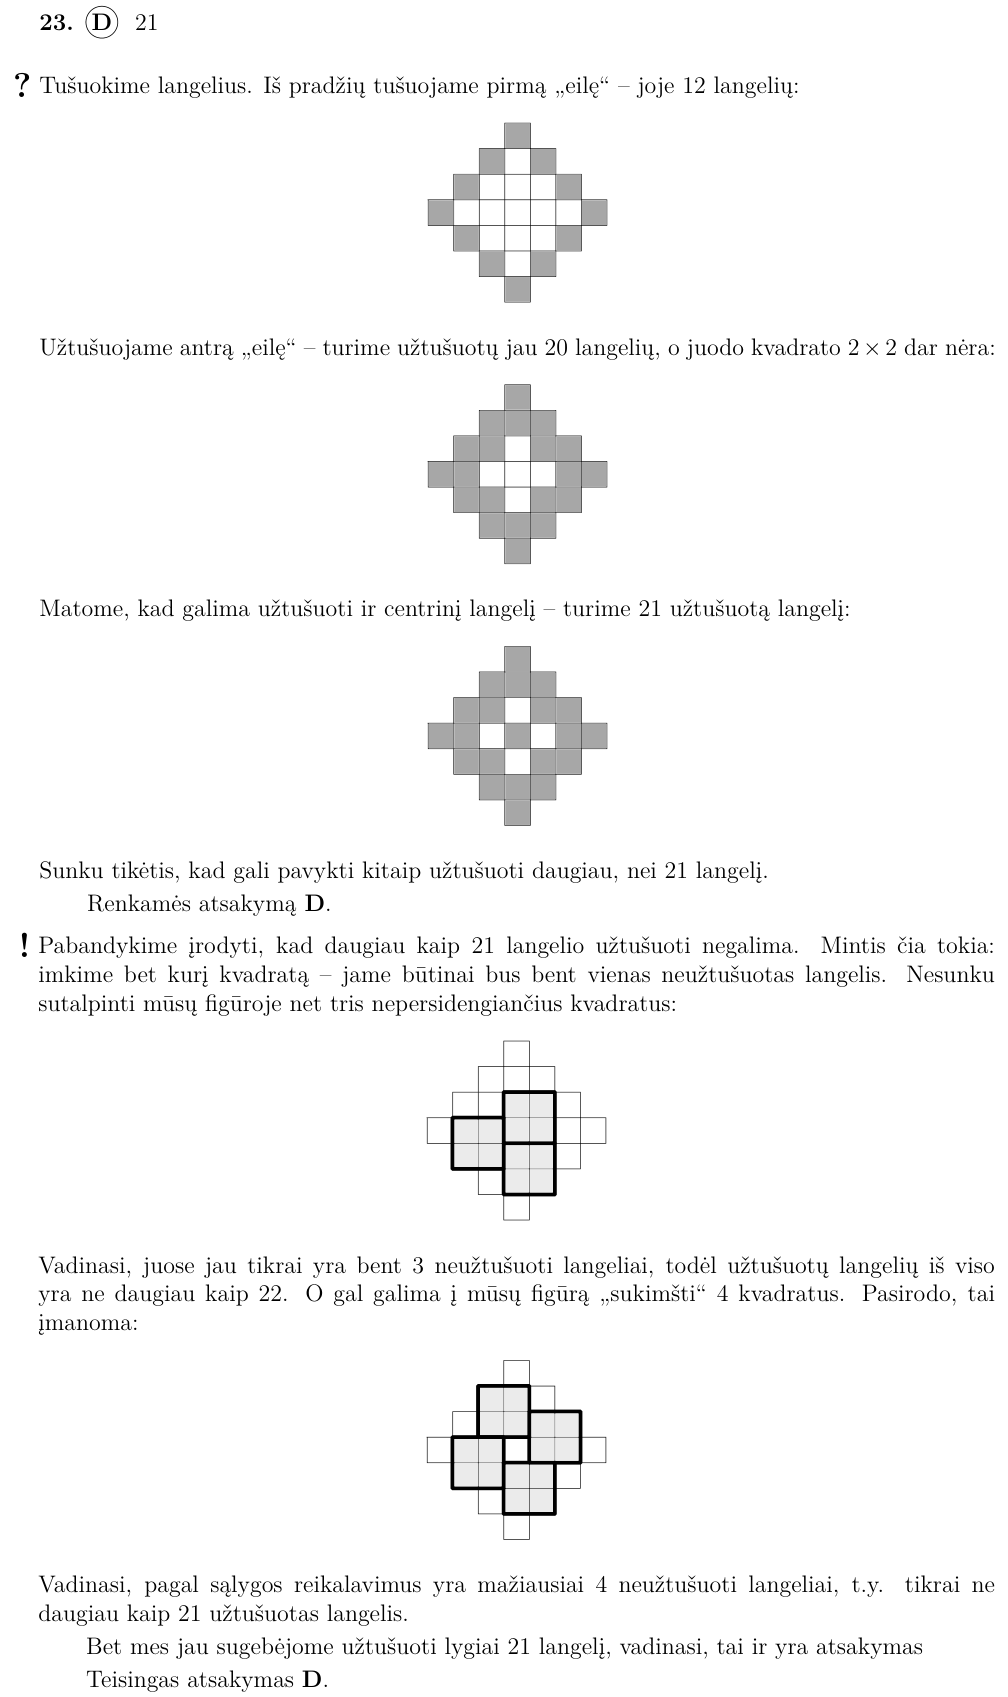 23. D 21
? Tušuokime langelius. Iš pradžių tušuojame pirmą „eilę“ – joje 12 langelių:
Užtušuojame antrą „eilę“ – turime užtušuotų jau 20 langelių, o juodo kvadrato 2 × 2 dar nėra:
Matome, kad galima užtušuoti ir centrinį langelį – turime 21 užtušuotą langelį:
Sunku tikėtis, kad gali pavykti kitaip užtušuoti daugiau, nei 21 langelį.
Renkamės atsakymą D.
! Pabandykime įrodyti, kad daugiau kaip 21 langelio užtušuoti negalima. Mintis čia tokia:
imkime bet kurį kvadratą – jame būtinai bus bent vienas neužtušuotas langelis. Nesunku
sutalpinti mūsų figūroje net tris nepersidengiančius kvadratus:
Vadinasi, juose jau tikrai yra bent 3 neužtušuoti langeliai, todėl užtušuotų langelių iš viso
yra ne daugiau kaip 22. O gal galima į mūsų figūrą „sukimšti“ 4 kvadratus. Pasirodo, tai
įmanoma:
Vadinasi, pagal sąlygos reikalavimus yra mažiausiai 4 neužtušuoti langeliai, t.y. tikrai ne
daugiau kaip 21 užtušuotas langelis.
Bet mes jau sugebėjome užtušuoti lygiai 21 langelį, vadinasi, tai ir yra atsakymas
Teisingas atsakymas D.